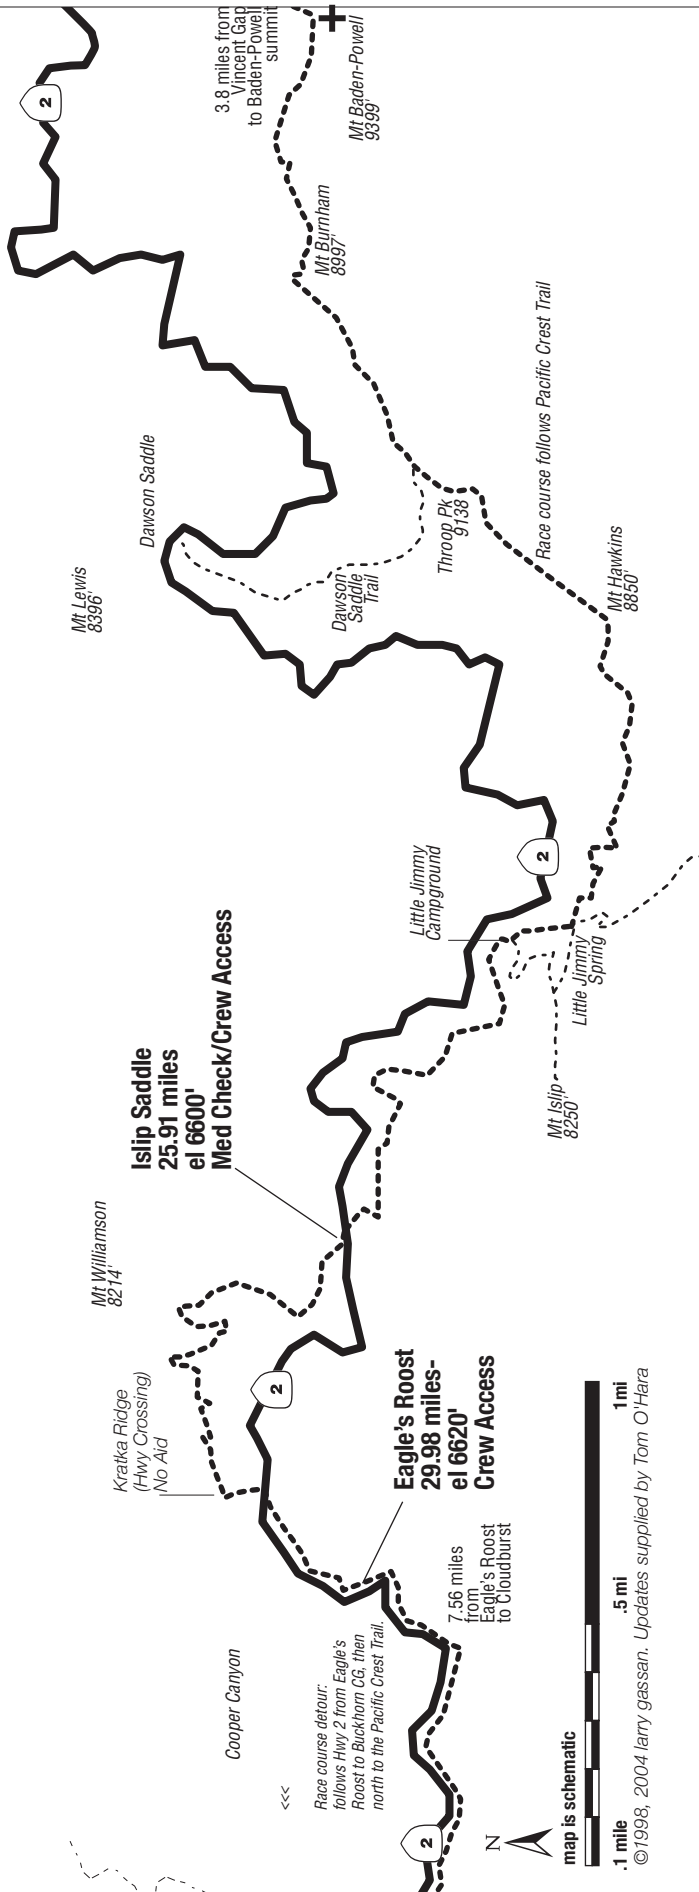 3.8 miles from
Vincent Gap
to Baden-Powell
summit
Mt Baden-Powell
9399'
2
Mt Burnham
8997'
Dawson Saddle
Mt Lewis
8396'
Dawson
Saddle
Trail
Throop Pk
9138'
Race course follows Pacific Crest Trail
Mt Hawkins
8850'
2
Little Jimmy
Campground
Little Jimmy
Spring
Mt Islip
8250'
Islip Saddle
25.91 miles
el 6600'
Med Check/Crew Access
Mt Williamson
8214'
Kratka Ridge
(Hwy Crossing)
No Aid
2
Eagle's Roost
29.98 miles-
el 6620'
Crew Access
7.56 miles
from
Eagle's Roost
to Cloudburst
Cooper Canyon
<<<
Race course detour:
follows Hwy 2 from Eagle's
Roost to Buckhorn CG, then
north to the Pacific Crest Trail.
2
N
map is schematic
.1 mile
.5 mi
1mi
©1998, 2004 larry gassan. Updates supplied by Tom O'Hara